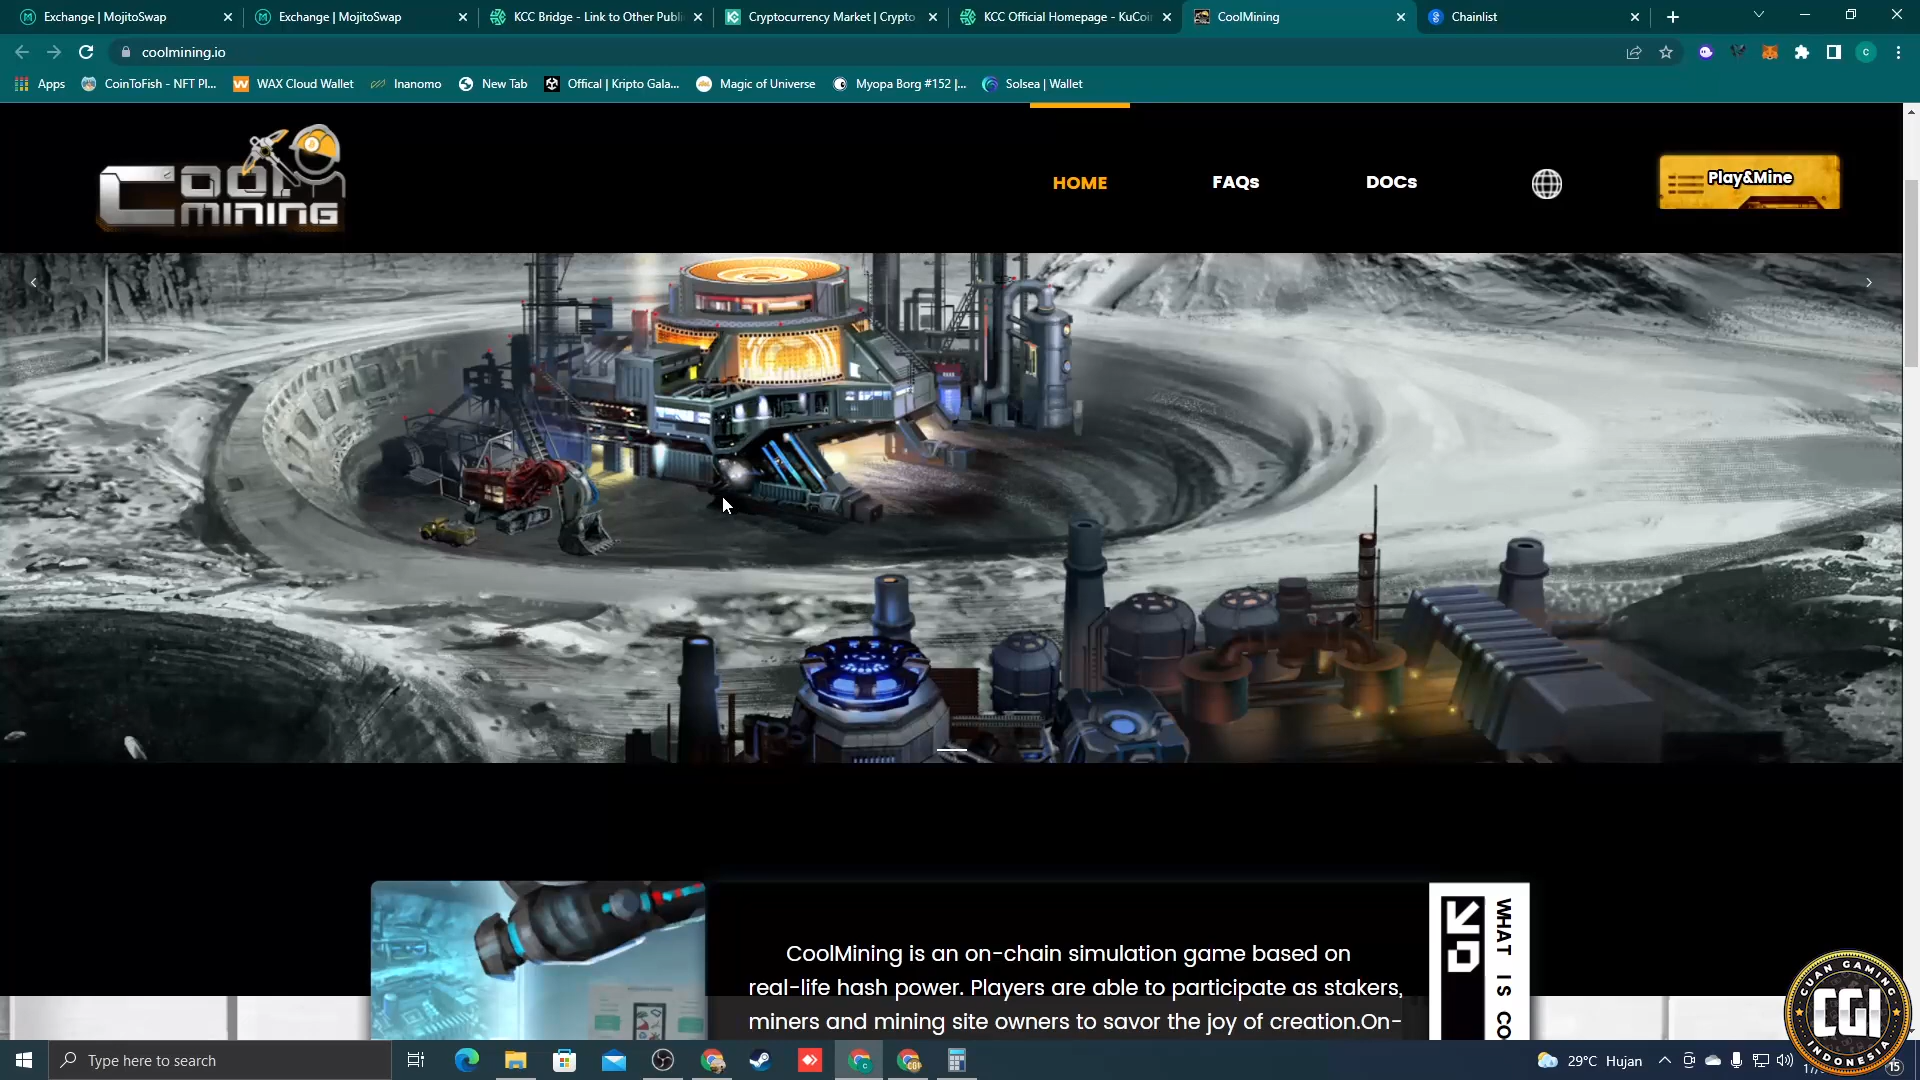 Exchange | MojitoSwap
Exchange | MojitoSwap
KCC Bridge - Link to Other Publi
Cryptocurrency Market | Crypto
KCC Official Homepage - KuCoi
CoolMining
Chainlist
coolmining.io
C
Apps
CoinToFish - NFT Pl...
WAX Cloud Wallet
Inanomo
New Tab
Offical | Kripto Gala...
Magic of Universe
Myopa Borg #152 |...
Solsea | Wallet
COOL
MINING
HOME
FAQs
DOCs
Play&Mine
CoolMining is an on-chain simulation game based on
real-life hash power. Players are able to participate as stakers,
miners and mining site owners to savor the joy of creation.On-
WHAT IS CO
CUAN GAMING
CGI
INDONESIA
Type here to search
29°C Hujan
15